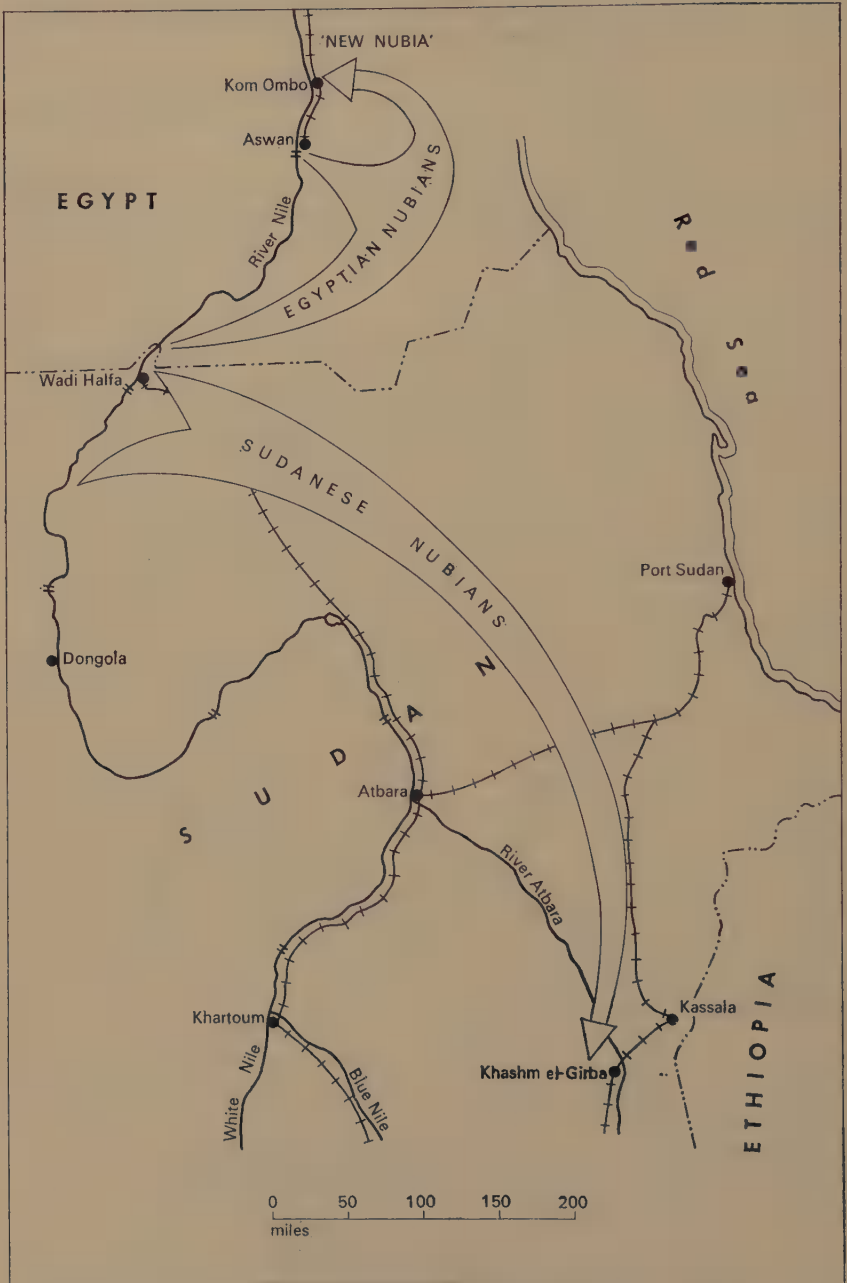 'NEW NUBIA'
Kom Ombo
Aswan
EGYPT
River Nile
EGYPTIAN NUBIANS
R■d S■a
Wadi Halfa
SUDANESE NUBIANS
Port Sudan
Dongola
SUDAN
Atbara
River Atbara
Khartoum
Kassala
Khashm el-Girba
White Nile
Blue Nile
ETHIOPIA
0 50 100 150 200
miles